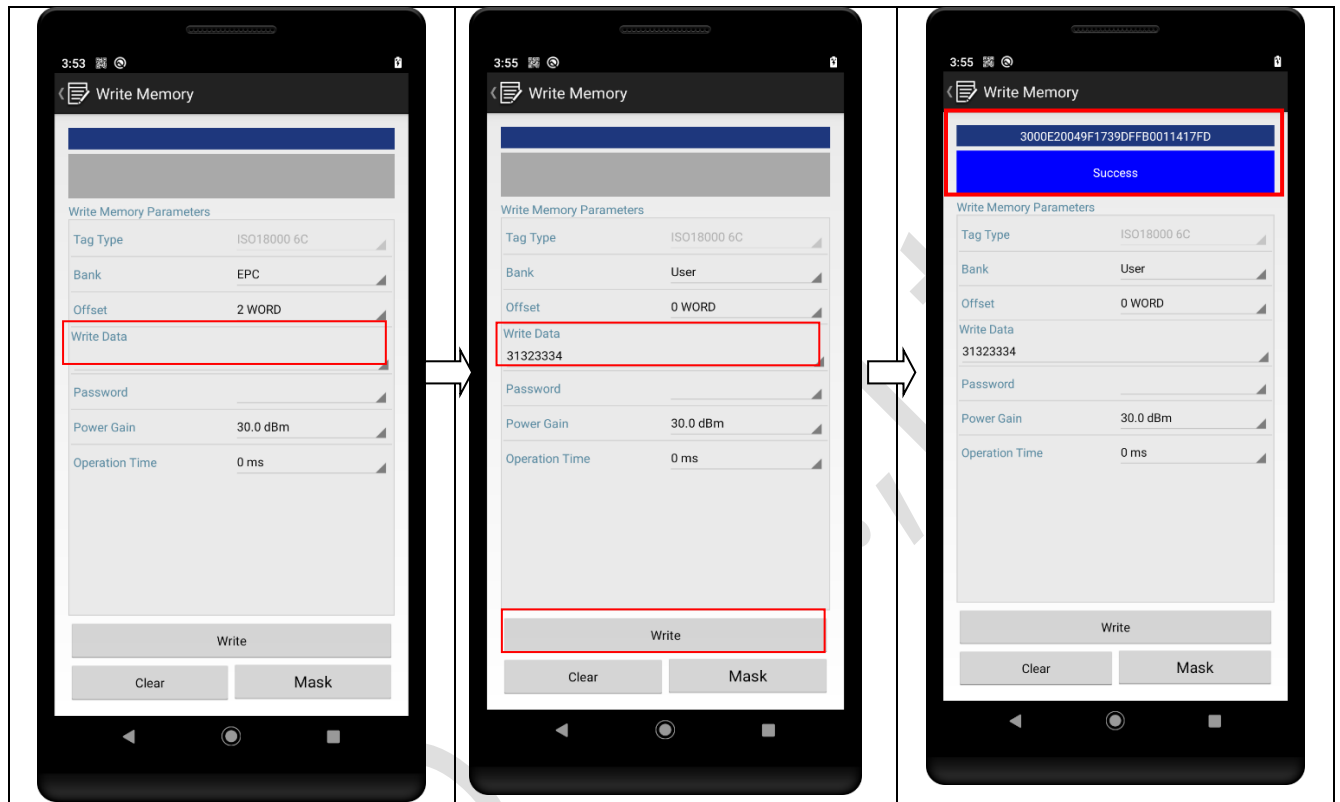 3:53
Write Memory
Write Memory Parameters
Tag Type ISO18000 6C
Bank EPC
Offset 2 WORD
Write Data
Password
Power Gain 30.0 dBm
Operation Time 0 ms
Write
Clear Mask
3:55
Write Memory
Write Memory Parameters
Tag Type ISO18000 6C
Bank User
Offset 0 WORD
Write Data
31323334
Password
Power Gain 30.0 dBm
Operation Time 0 ms
Write
Clear Mask
3:55
Write Memory
3000E20049F1739DFFB0011417FD
Success
Write Memory Parameters
Tag Type ISO18000 6C
Bank User
Offset 0 WORD
Write Data
31323334
Password
Power Gain 30.0 dBm
Operation Time 0 ms
Write
Clear Mask